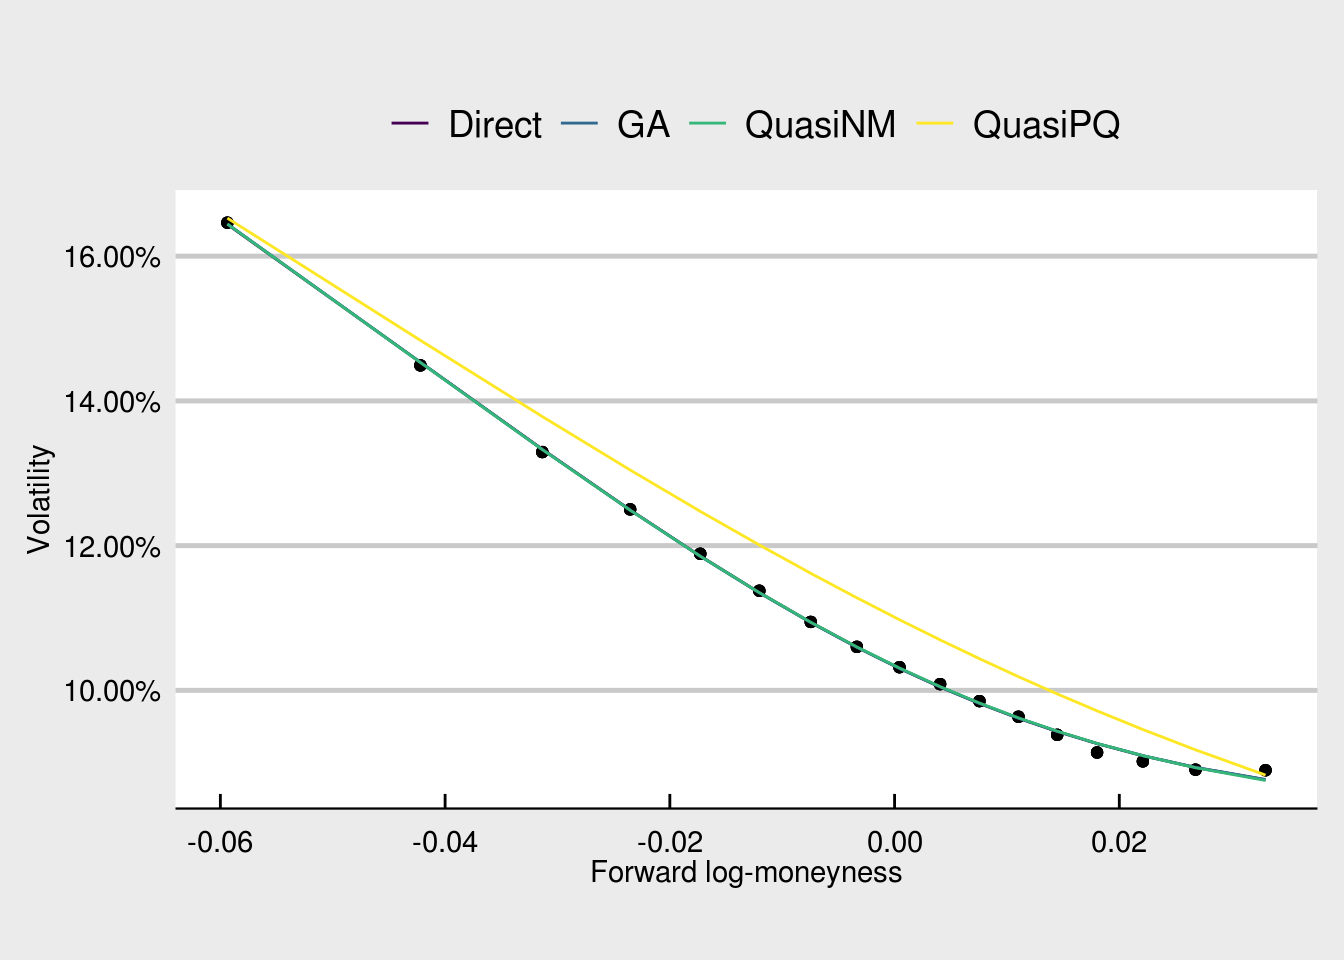 Direct GA QuasiNM QuasiPQ
16.00%
14.00%
12.00%
10.00%
Volatility
-0.06 -0.04 -0.02 0.00 0.02
Forward log-moneyness